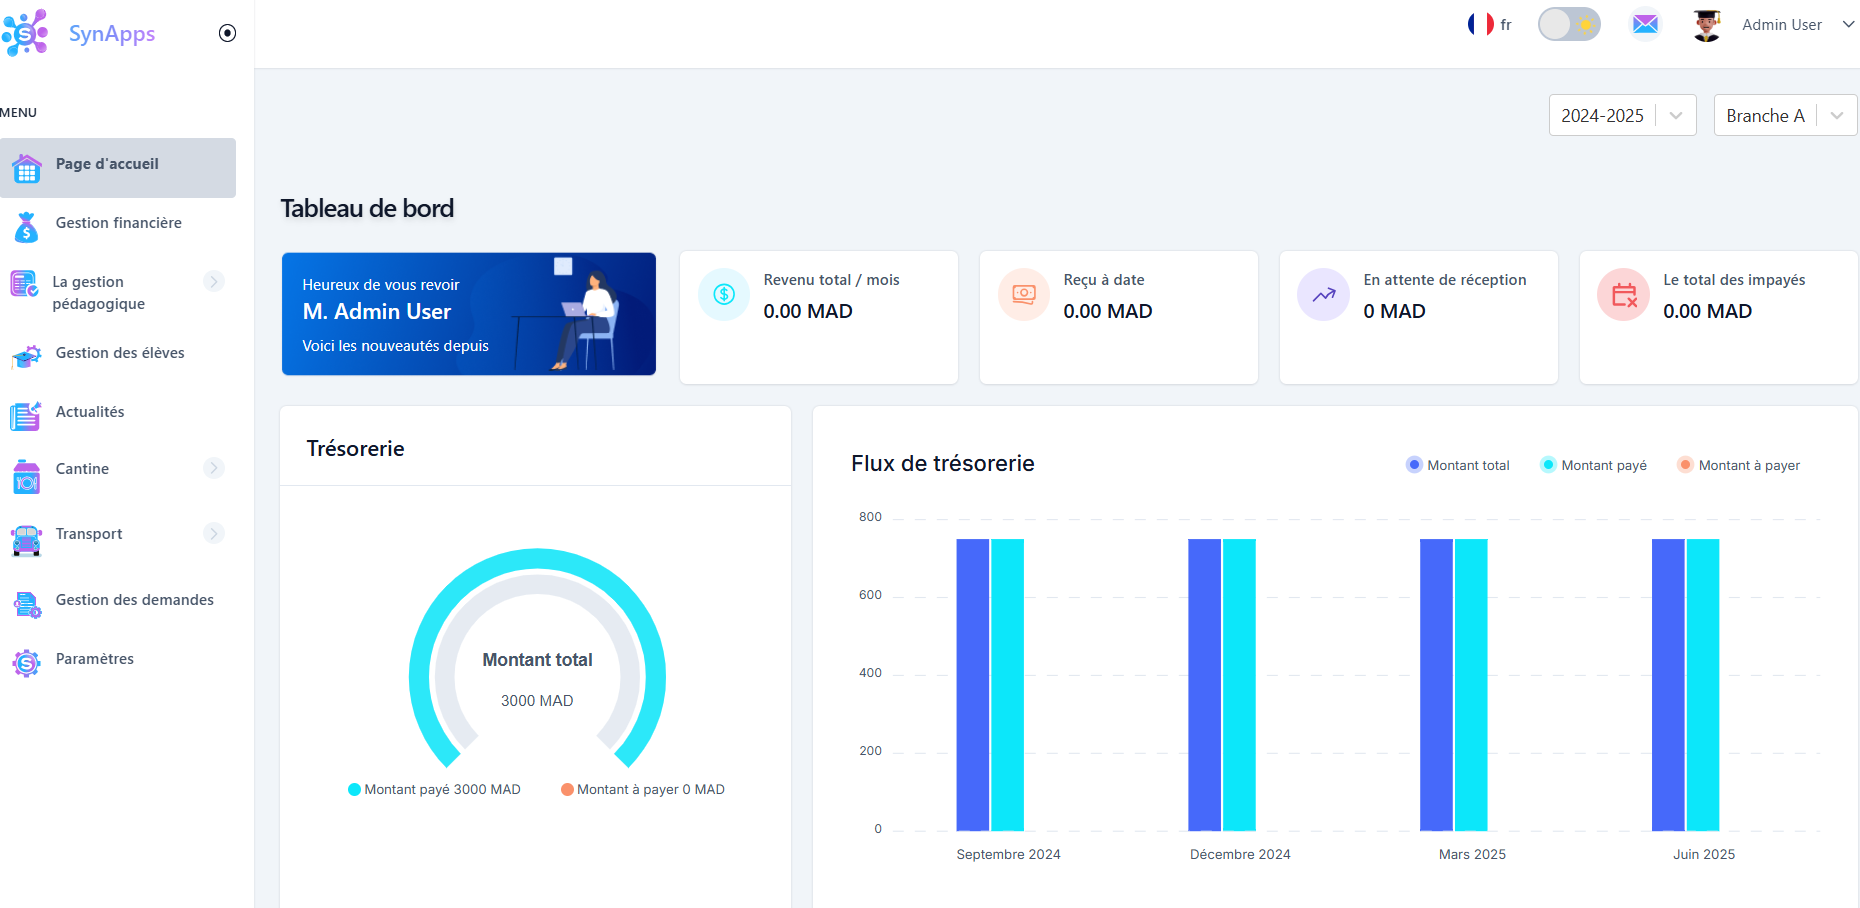 SynApps
fr
Admin User
MENU
2024-2025
Branche A
Page d'accueil
Gestion financière
La gestion
pédagogique
Gestion des élèves
Actualités
Cantine
Transport
Gestion des demandes
Paramètres
Tableau de bord
Heureux de vous revoir
M. Admin User
Voici les nouveautés depuis
Revenu total / mois
0.00 MAD
Reçu à date
0.00 MAD
En attente de réception
0 MAD
Le total des impayés
0.00 MAD
Trésorerie
Montant total
3000 MAD
Montant payé 3000 MAD
Montant à payer 0 MAD
Flux de trésorerie
Montant total
Montant payé
Montant à payer
800
600
400
200
0
Septembre 2024
Décembre 2024
Mars 2025
Juin 2025